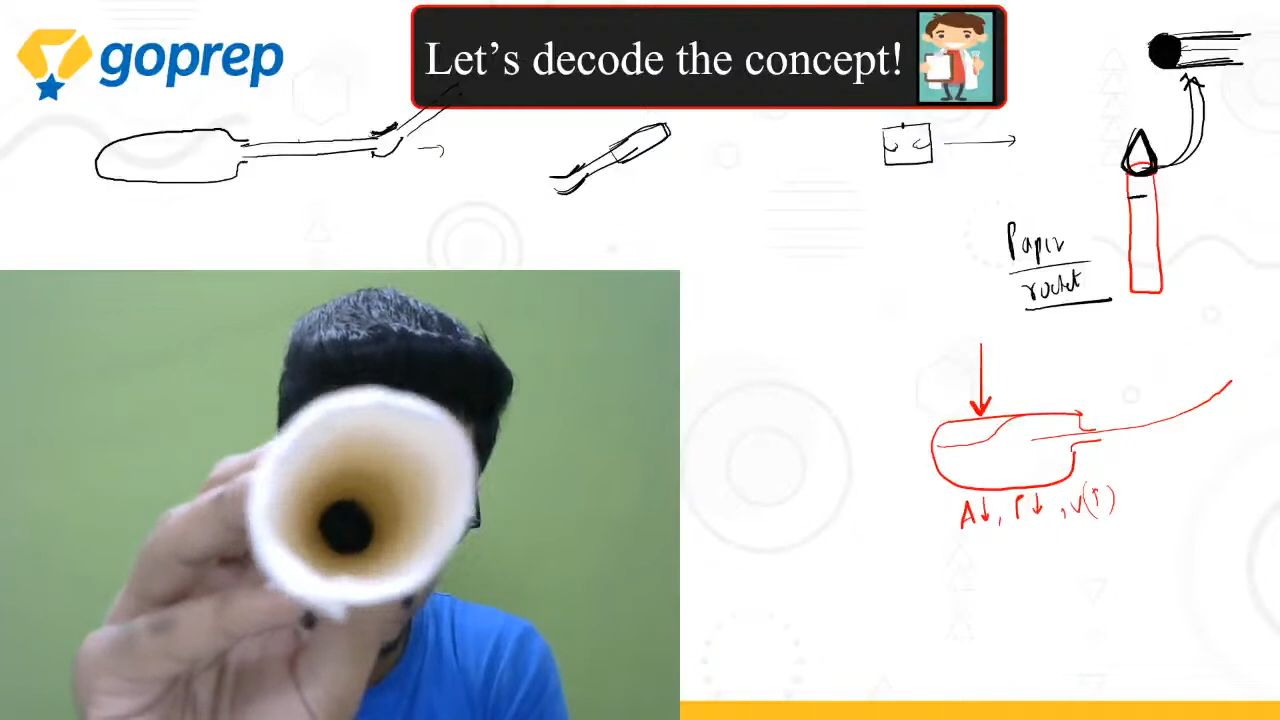 goprep
Let's decode the concept!
Paper
rocket
A↓, P↓, v(↑)